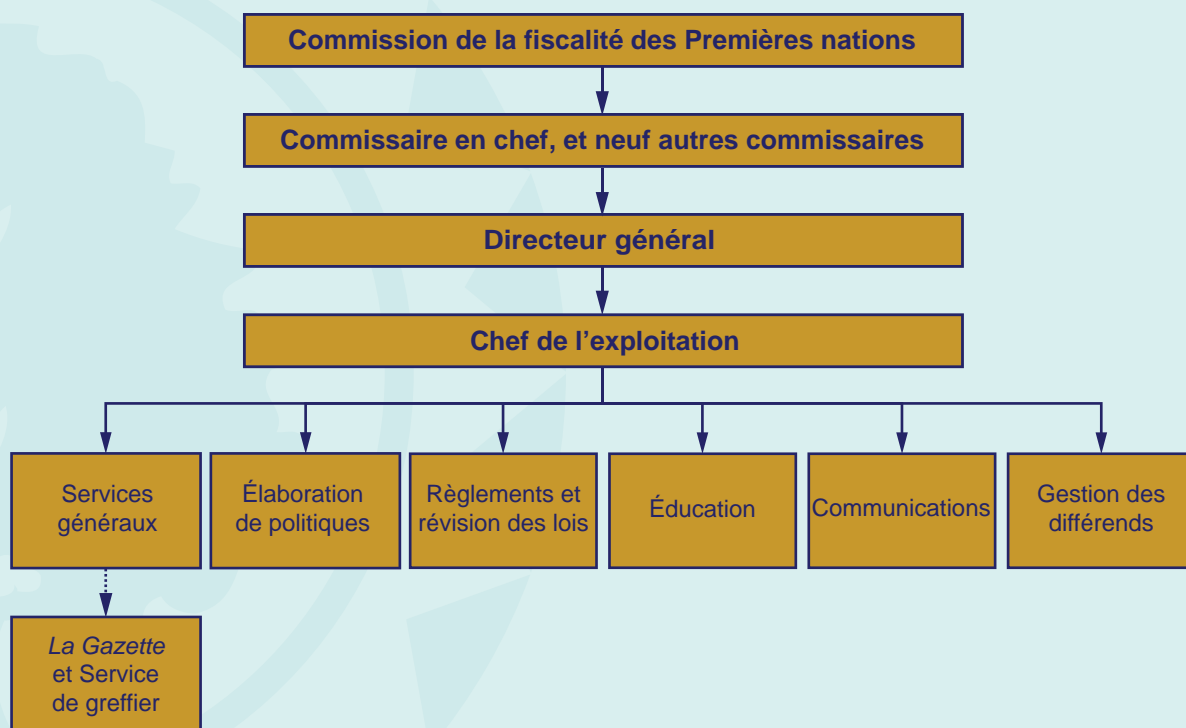 Commission de la fiscalité des Premières nations
Commissaire en chef, et neuf autres commissaires
Directeur général
Chef de l’exploitation
Services
généraux
Élaboration
de politiques
Règlements et
révision des lois
Éducation
Communications
Gestion des
différends
La Gazette
et Service
de greffier